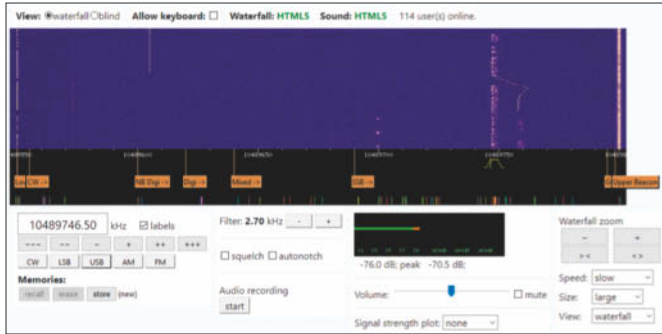 View: waterfall blind Allow keyboard: Waterfall: HTML5 Sound: HTML5 114 user(s) online.
CW -> NB Digi -> Digi -> Mixed -> SSB -> Upper Beacon
10489746.50 kHz labels
--- -- - + ++ +++
CW LSB USB AM FM
Memories:
recall erase store (new)
Filter: 2.70 kHz - +
squelch autonotch
Audio recording
start
-76.0 dB; peak -70.5 dB;
Volume: mute
Signal strength plot: none
Waterfall zoom
- +
> < < >
Speed: slow
Size: large
View: waterfall